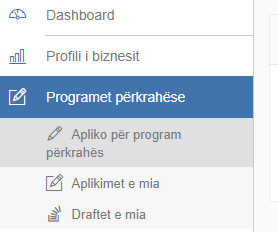 Dashboard
Profili i biznesit
Programet përkrahëse
Apliko për program
përkrahës
Aplikimet e mia
Draftet e mia